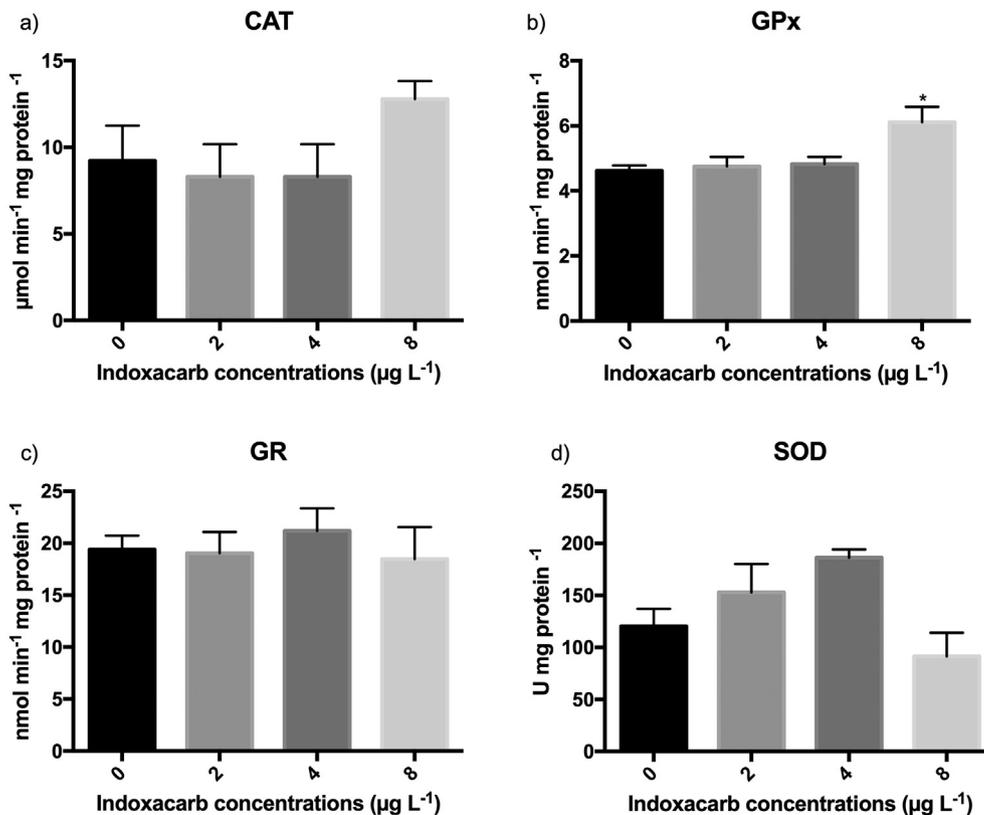 a)
CAT
µmol min⁻¹ mg protein ⁻¹
15
10
5
0
0 2 4 8
Indoxacarb concentrations (µg L⁻¹)
b)
GPx
nmol min⁻¹ mg protein ⁻¹
8
6
4
2
0
*
0 2 4 8
Indoxacarb concentrations (µg L⁻¹)
c)
GR
nmol min⁻¹ mg protein ⁻¹
25
20
15
10
5
0
0 2 4 8
Indoxacarb concentrations (µg L⁻¹)
d)
SOD
U mg protein ⁻¹
250
200
150
100
50
0
0 2 4 8
Indoxacarb concentrations (µg L⁻¹)